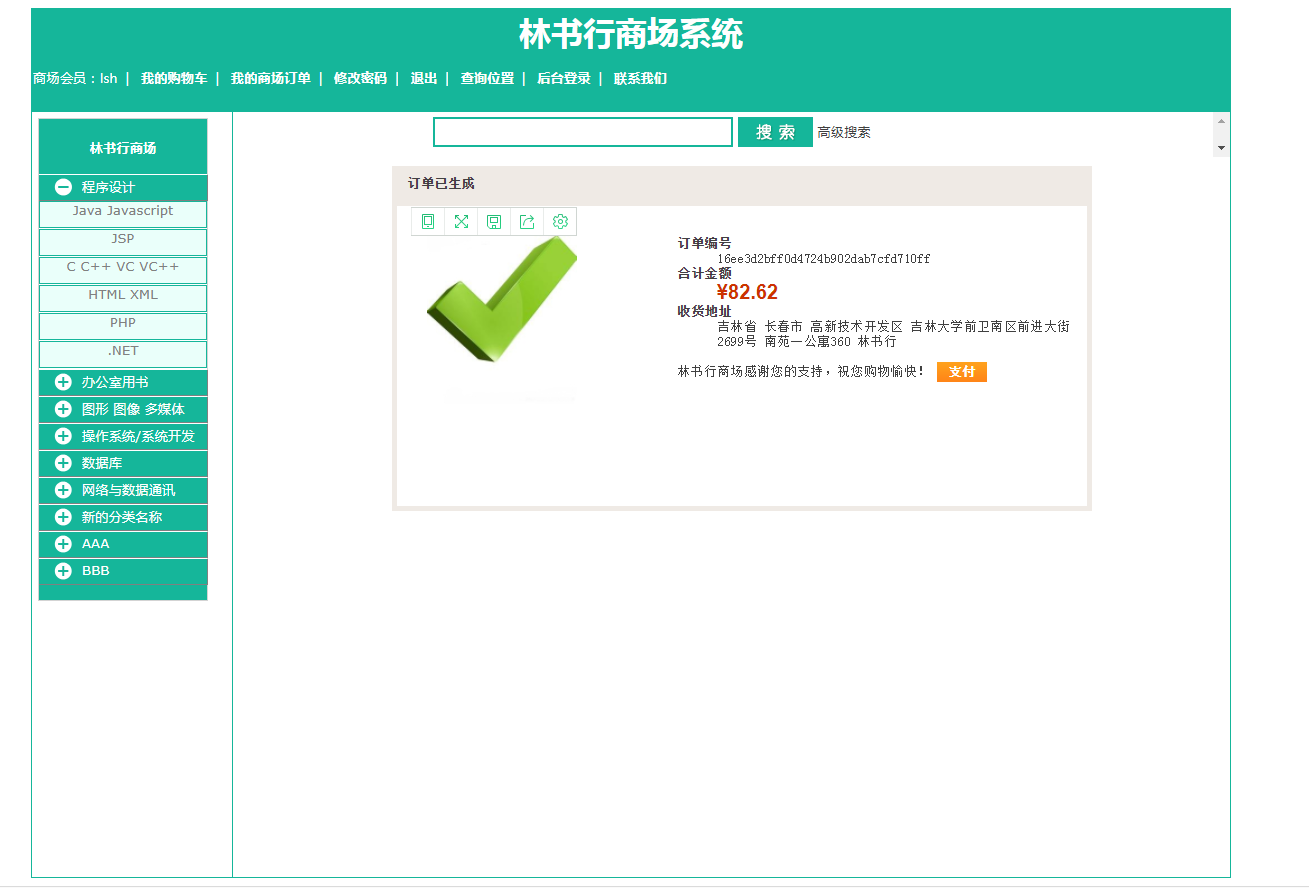 林书行商场系统
商场会员：lsh | 我的购物车 | 我的商场订单 | 修改密码 | 退出 | 查询位置 | 后台登录 | 联系我们
搜 索 高级搜索
林书行商场
程序设计
Java Javascript
JSP
C C++ VC VC++
HTML XML
PHP
.NET
办公室用书
图形 图像 多媒体
操作系统/系统开发
数据库
网络与数据通讯
新的分类名称
AAA
BBB
订单已生成
订单编号
16ee3d2bff0d4724b902dab7cfd710ff
合计金额
¥82.62
收货地址
吉林省 长春市 高新技术开发区 吉林大学前卫南区前进大街
2699号 南苑一公寓360 林书行
林书行商场感谢您的支持，祝您购物愉快！ 支付